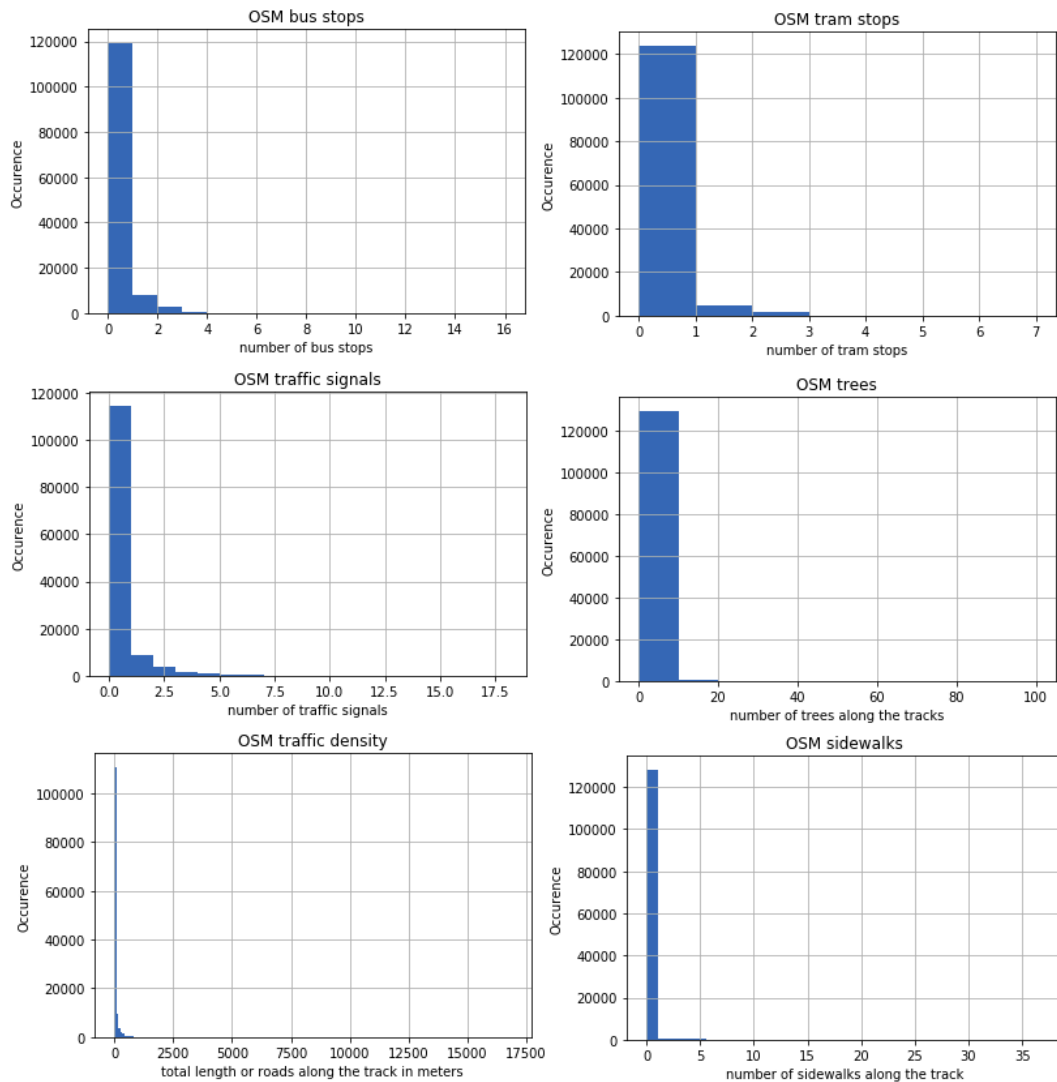 OSM bus stops
120000
100000
80000
60000
40000
20000
0
Occurence
0 2 4 6 8 10 12 14 16
number of bus stops
OSM tram stops
120000
100000
80000
60000
40000
20000
0
Occurence
0 1 2 3 4 5 6 7
number of tram stops
OSM traffic signals
120000
100000
80000
60000
40000
20000
0
Occurence
0.0 2.5 5.0 7.5 10.0 12.5 15.0 17.5
number of traffic signals
OSM trees
120000
100000
80000
60000
40000
20000
0
Occurence
0 20 40 60 80 100
number of trees along the tracks
OSM traffic density
100000
80000
60000
40000
20000
0
Occurence
0 2500 5000 7500 10000 12500 15000 17500
total length or roads along the track in meters
OSM sidewalks
120000
100000
80000
60000
40000
20000
0
Occurence
0 5 10 15 20 25 30 35
number of sidewalks along the track